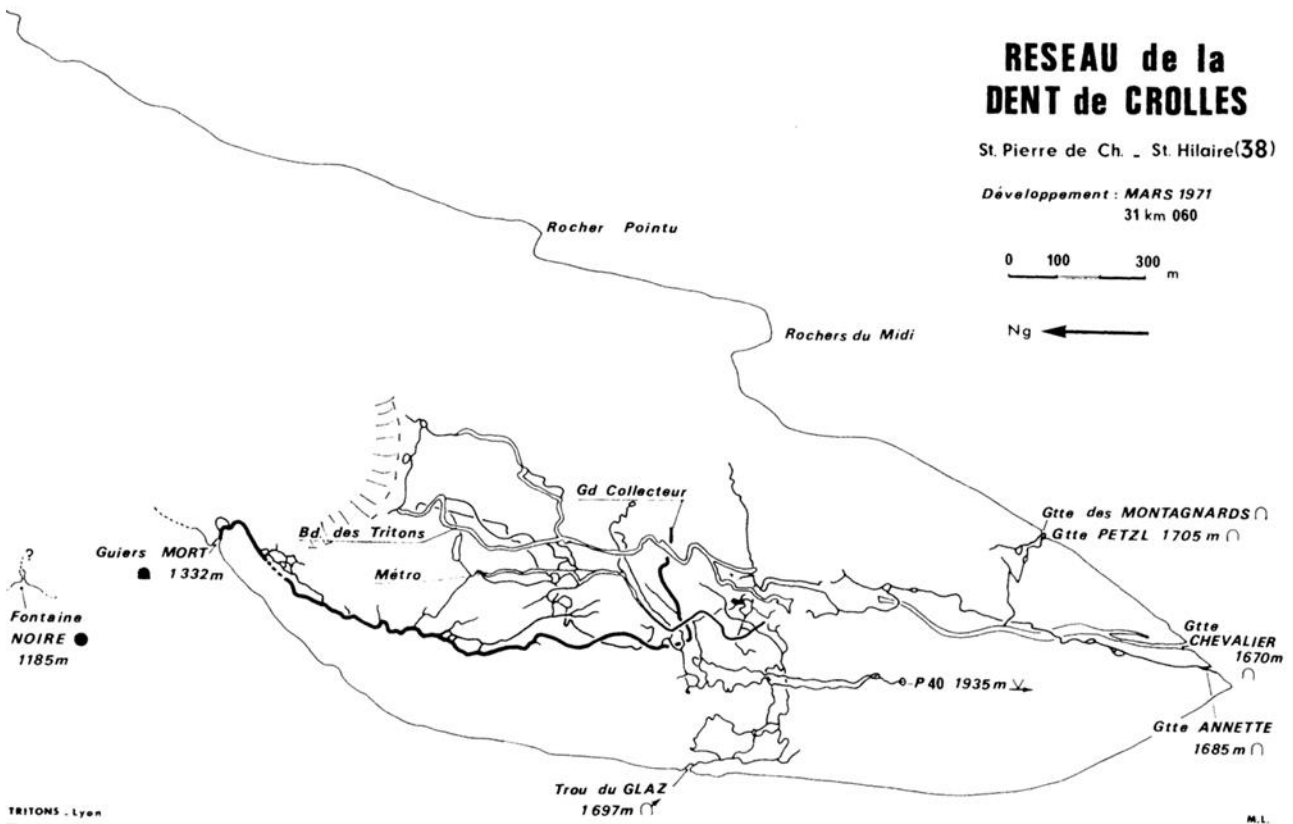 RESEAU de la
DENT de CROLLES
St. Pierre de Ch. _ St. Hilaire(38)
Développement : MARS 1971
31 km 060
0 100 300
m
Ng
Rocher Pointu
Rochers du Midi
Gd Collecteur
Gtte des MONTAGNARDS
Gtte PETZL 1705 m
Bd. des Tritons
Guiers MORT
1332m
Métro
?
Fontaine
NOIRE
1185m
Gtte
CHEVALIER
1670m
P 40 1935 m
Gtte ANNETTE
1685 m
Trou du GLAZ
1697m
TRITONS - Lyon
M.L.